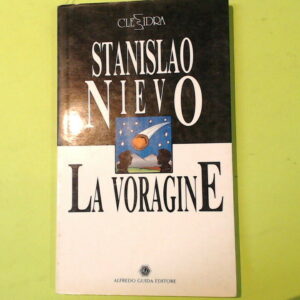 CLESSIDRA
STANISLAO
NIEVO
LA VORAGINE
ALFREDO GUIDA EDITORE